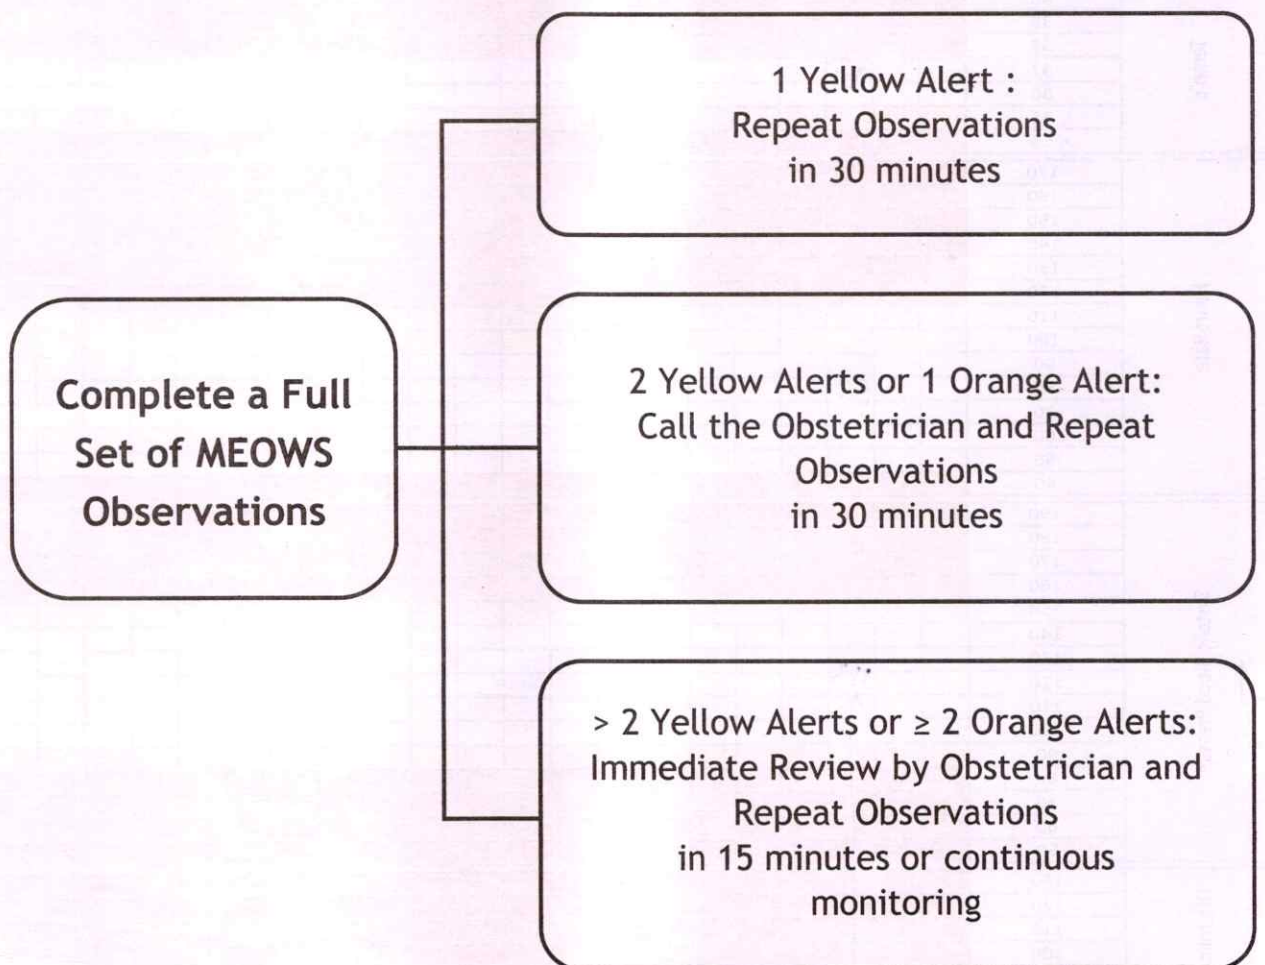 1 Yellow Alert :
Repeat Observations
in 30 minutes
Complete a Full
Set of MEOWS
Observations
2 Yellow Alerts or 1 Orange Alert:
Call the Obstetrician and Repeat
Observations
in 30 minutes
> 2 Yellow Alerts or ≥ 2 Orange Alerts:
Immediate Review by Obstetrician and
Repeat Observations
in 15 minutes or continuous
monitoring